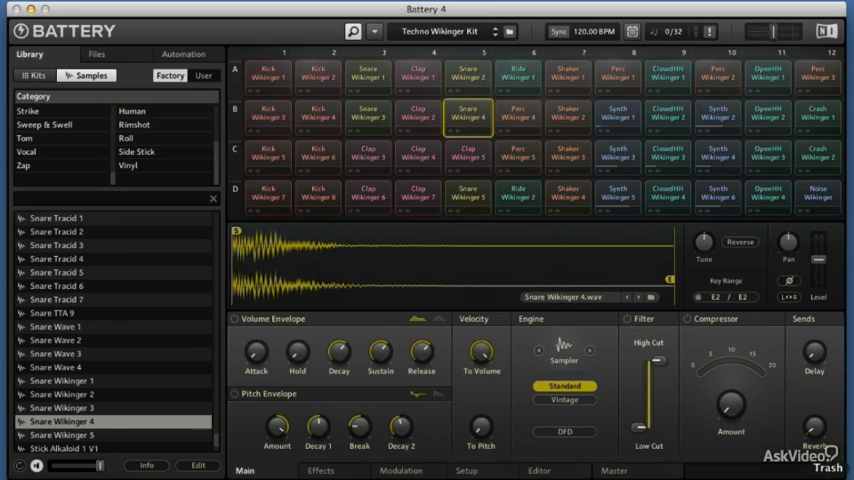 Battery 4
BATTERY
Techno Wikinger Kit
Sync 120.00 BPM
0/32
Library Files Automation
Kits Samples Factory User
Category
Strike Human
Sweep & Swell Rimshot
Tom Roll
Vocal Side Stick
Zap Vinyl
Snare Tracid 1
Snare Tracid 2
Snare Tracid 3
Snare Tracid 4
Snare Tracid 5
Snare Tracid 6
Snare Tracid 7
Snare TTA 9
Snare Wave 1
Snare Wave 2
Snare Wave 3
Snare Wave 4
Snare Wikinger 1
Snare Wikinger 2
Snare Wikinger 3
Snare Wikinger 4
Snare Wikinger 5
Stick Alkaloid 1 V1
Info Edit
1 2 3 4 5 6 7 8 9 10 11 12
A
Kick Kick Snare Clap Snare Ride Shaker Perc ClosedHH Perc OpenHH Perc
Wikinger 1 Wikinger 2 Wikinger 1 Wikinger 1 Wikinger 2 Wikinger 1 Wikinger 1 Wikinger 1 Wikinger 1 Wikinger 2 Wikinger 1 Wikinger 3
B
Kick Kick Snare Clap Snare Perc Shaker Synth ClosedHH Synth OpenHH Crash
Wikinger 3 Wikinger 4 Wikinger 3 Wikinger 2 Wikinger 4 Wikinger 4 Wikinger 2 Wikinger 1 Wikinger 2 Wikinger 2 Wikinger 2 Wikinger 1
C
Kick Kick Clap Clap Clap Perc Shaker Synth ClosedHH Synth OpenHH Crash
Wikinger 5 Wikinger 6 Wikinger 3 Wikinger 4 Wikinger 5 Wikinger 5 Wikinger 3 Wikinger 3 Wikinger 3 Wikinger 4 Wikinger 3 Wikinger 2
D
Kick Kick Clap Clap Snare Ride Shaker Synth ClosedHH Synth OpenHH Noise
Wikinger 7 Wikinger 8 Wikinger 6 Wikinger 7 Wikinger 5 Wikinger 2 Wikinger 4 Wikinger 5 Wikinger 4 Wikinger 6 Wikinger 4 Wikinger
S
E
Snare Wikinger 4.wav
Reverse
Tune Pan
Key Range
E2 / E2
L↔R Level
Volume Envelope Velocity Engine Filter Compressor Sends
High Cut
Attack Hold Decay Sustain Release To Volume Sampler
0 5 10 15 20
Delay
Standard
Vintage
Pitch Envelope
DFD
Amount Decay 1 Break Decay 2 To Pitch Low Cut Amount Reverb
Main Effects Modulation Setup Editor Master
AskVideo
Trash